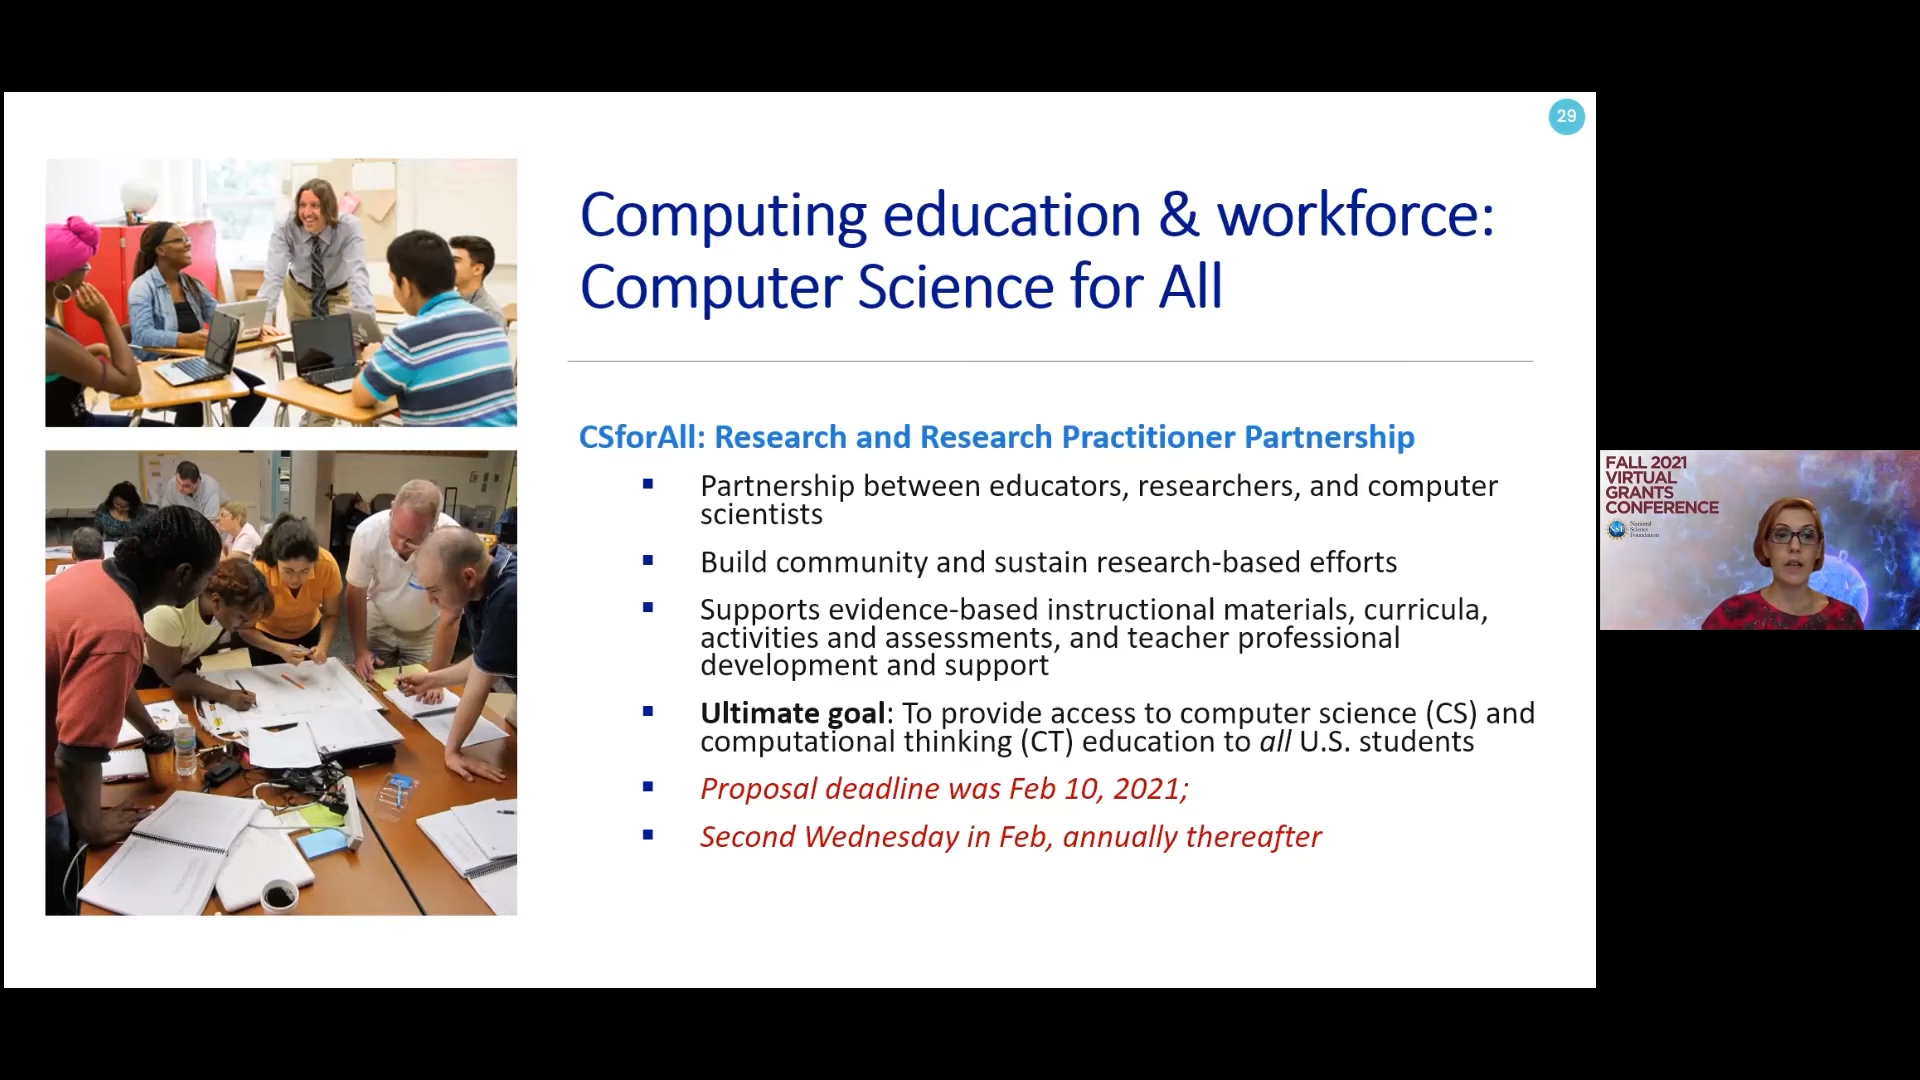 29
Computing education & workforce:
Computer Science for All
CSforAll: Research and Research Practitioner Partnership
▪ Partnership between educators, researchers, and computer
scientists
▪ Build community and sustain research-based efforts
▪ Supports evidence-based instructional materials, curricula,
activities and assessments, and teacher professional
development and support
▪ Ultimate goal: To provide access to computer science (CS) and
computational thinking (CT) education to all U.S. students
▪ Proposal deadline was Feb 10, 2021;
▪ Second Wednesday in Feb, annually thereafter
FALL 2021
VIRTUAL
GRANTS
CONFERENCE
NSF
National
Science
Foundation